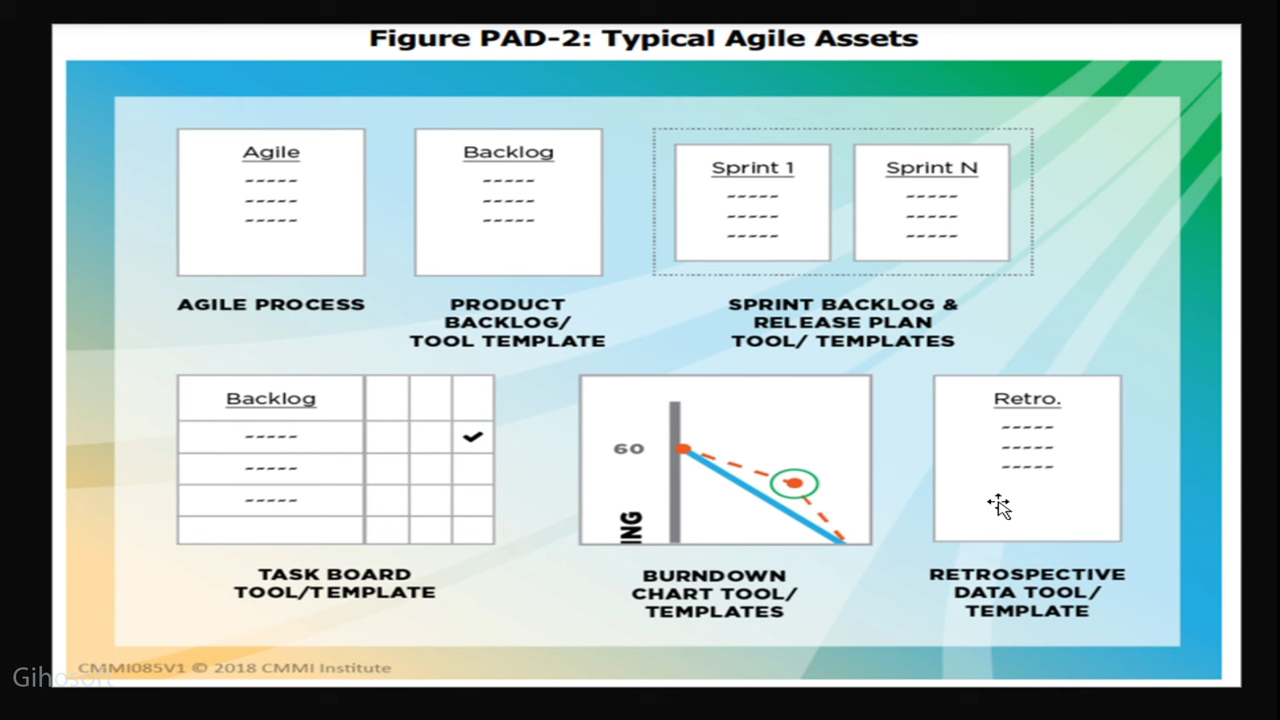 Figure PAD-2: Typical Agile Assets
Agile
Backlog
Sprint 1
Sprint N
AGILE PROCESS
PRODUCT
BACKLOG/
TOOL TEMPLATE
SPRINT BACKLOG &
RELEASE PLAN
TOOL/ TEMPLATES
Backlog
60
ING
Retro.
TASK BOARD
TOOL/TEMPLATE
BURNDOWN
CHART TOOL/
TEMPLATES
RETROSPECTIVE
DATA TOOL/
TEMPLATE
CMMI085V1 © 2018 CMMI Institute
Gihosoft